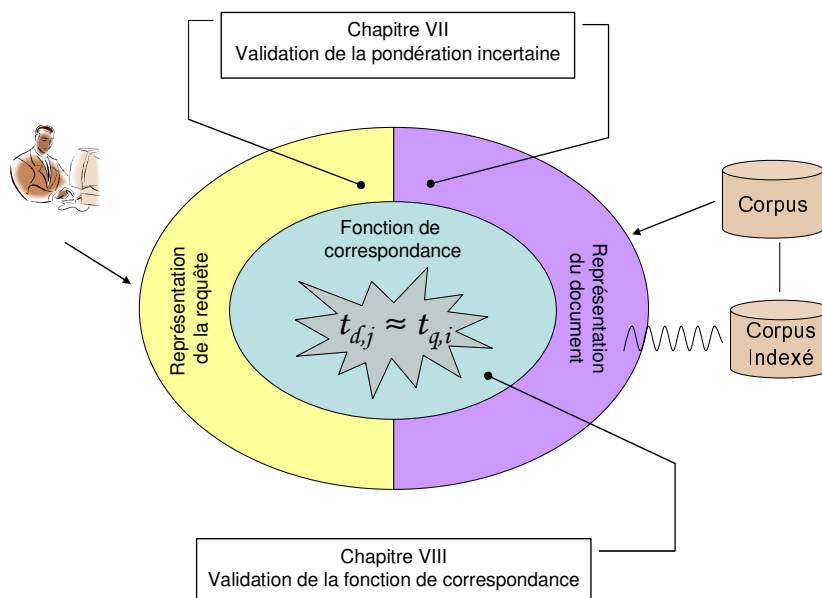 Chapitre VII
Validation de la pondération incertaine
Fonction de
correspondance
Représentation
de la requête
t_{d,j} ≈ t_{q,i}
Représentation
du document
Corpus
Corpus
Indexé
Chapitre VIII
Validation de la fonction de correspondance